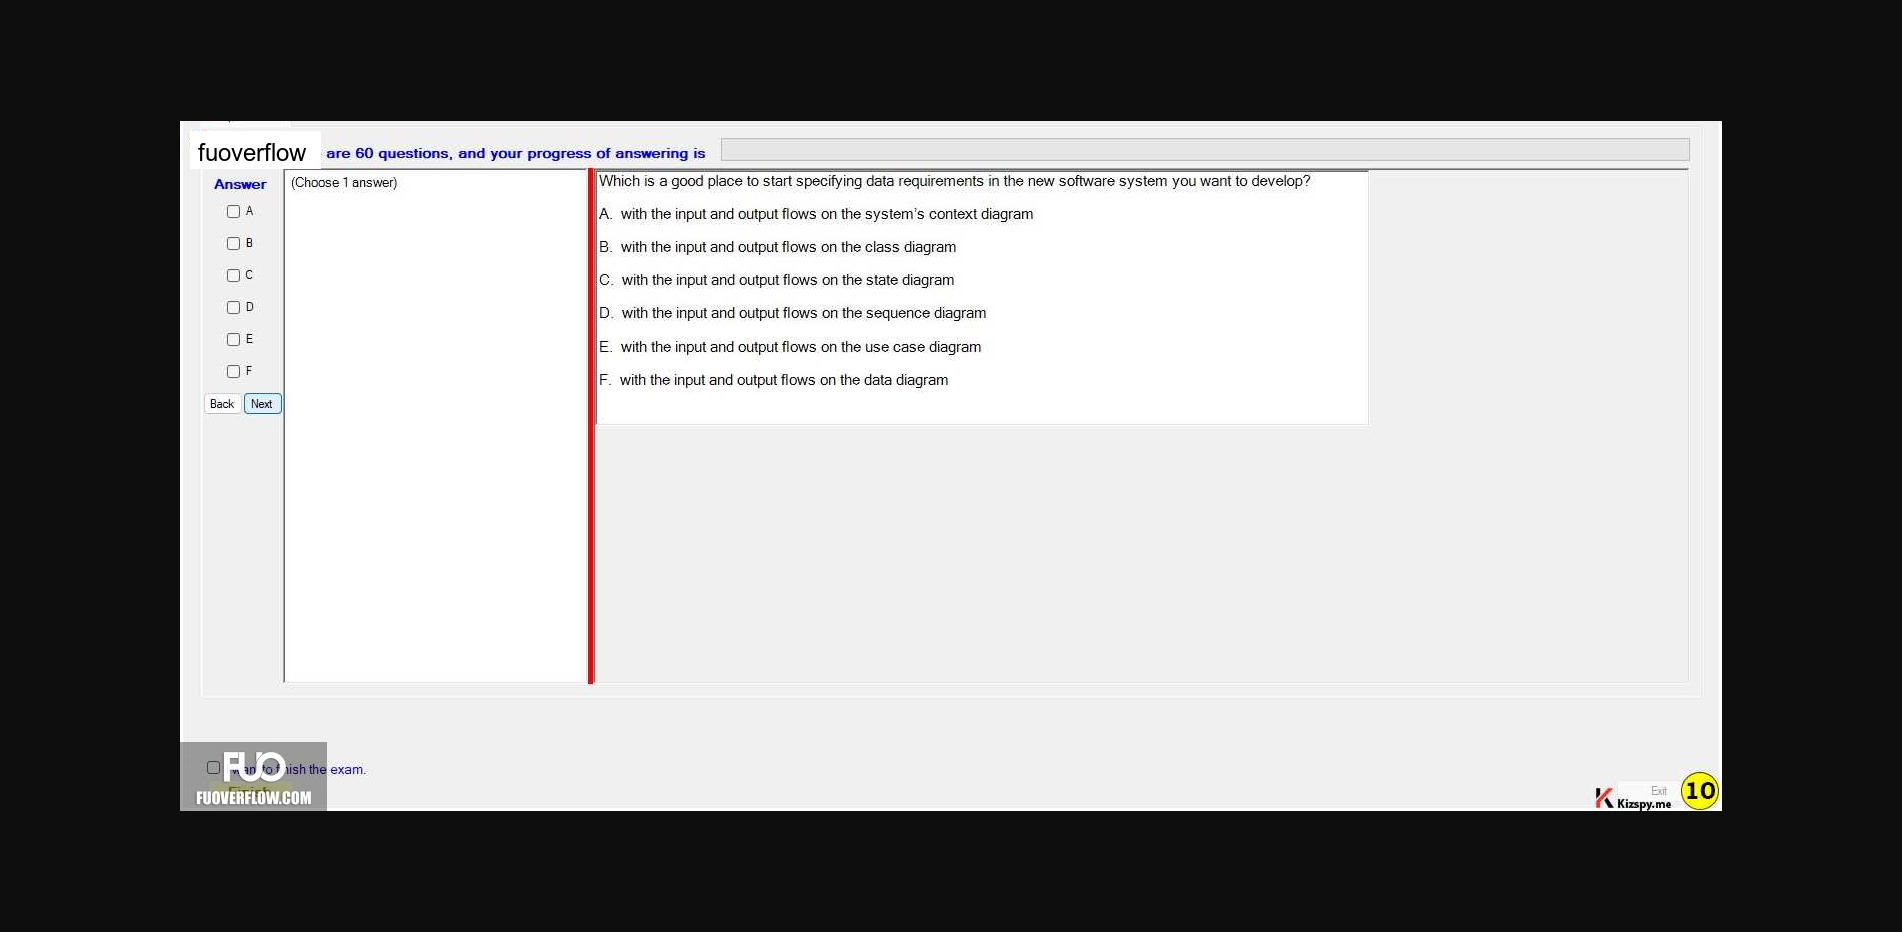 fuoverflow are 60 questions, and your progress of answering is
Answer
(Choose 1 answer)
A
B
C
D
E
F
Back Next
Which is a good place to start specifying data requirements in the new software system you want to develop?
A. with the input and output flows on the system's context diagram
B. with the input and output flows on the class diagram
C. with the input and output flows on the state diagram
D. with the input and output flows on the sequence diagram
E. with the input and output flows on the use case diagram
F. with the input and output flows on the data diagram
FUO
want to finish the exam.
Finish
FUOVERFLOW.COM
Exit
Kizspy.me
10